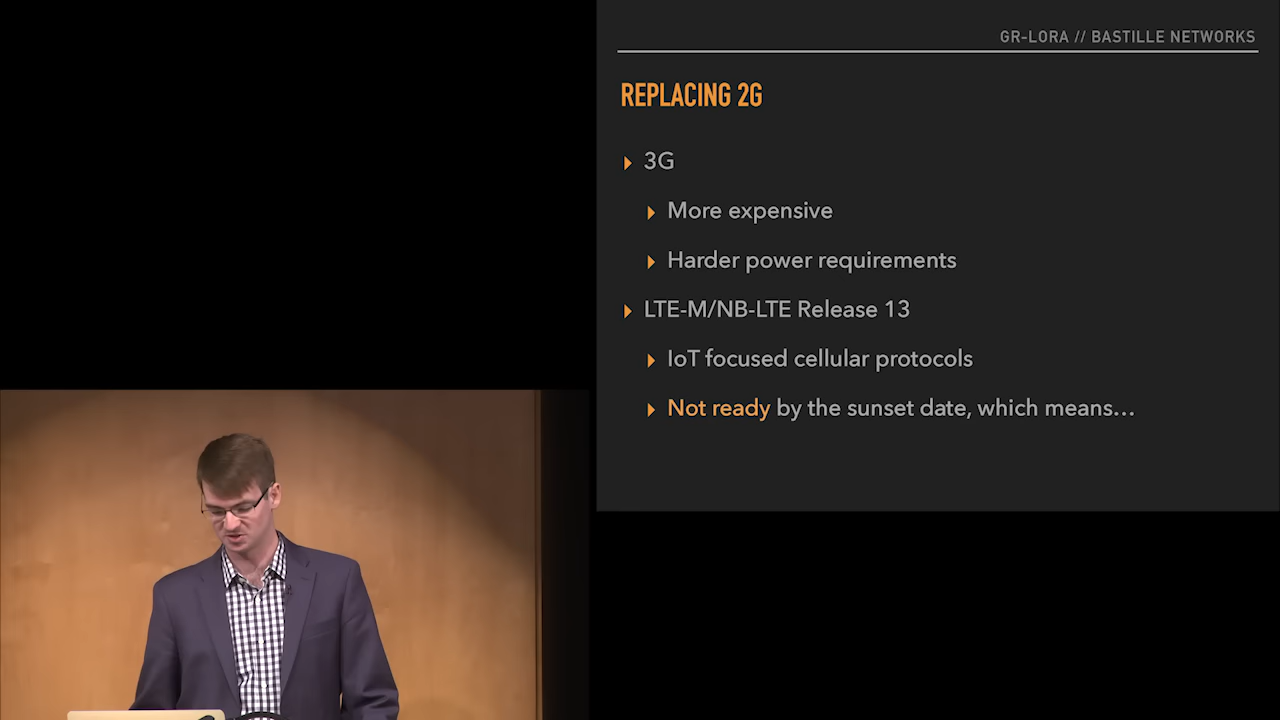 GR-LORA // BASTILLE NETWORKS
REPLACING 2G
3G
More expensive
Harder power requirements
LTE-M/NB-LTE Release 13
IoT focused cellular protocols
Not ready by the sunset date, which means…